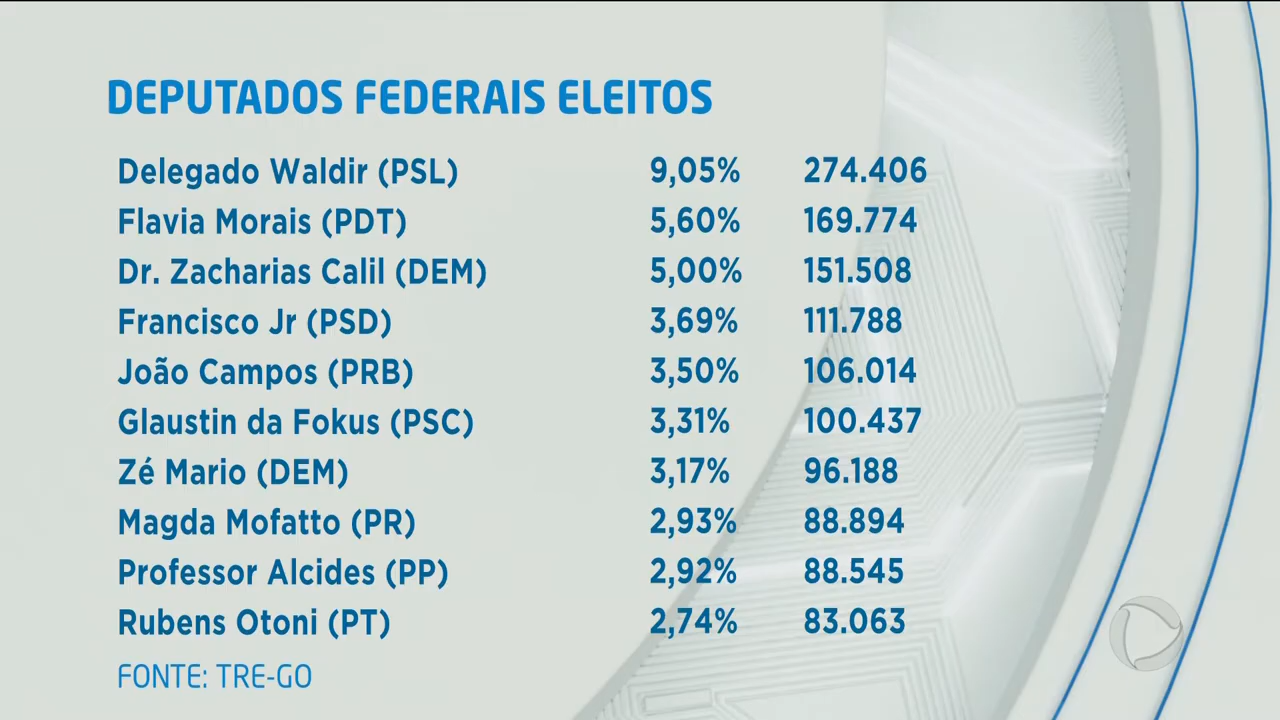 DEPUTADOS FEDERAIS ELEITOS
Delegado Waldir (PSL) 9,05% 274.406
Flavia Morais (PDT) 5,60% 169.774
Dr. Zacharias Calil (DEM) 5,00% 151.508
Francisco Jr (PSD) 3,69% 111.788
João Campos (PRB) 3,50% 106.014
Glaustin da Fokus (PSC) 3,31% 100.437
Zé Mario (DEM) 3,17% 96.188
Magda Mofatto (PR) 2,93% 88.894
Professor Alcides (PP) 2,92% 88.545
Rubens Otoni (PT) 2,74% 83.063
FONTE: TRE-GO